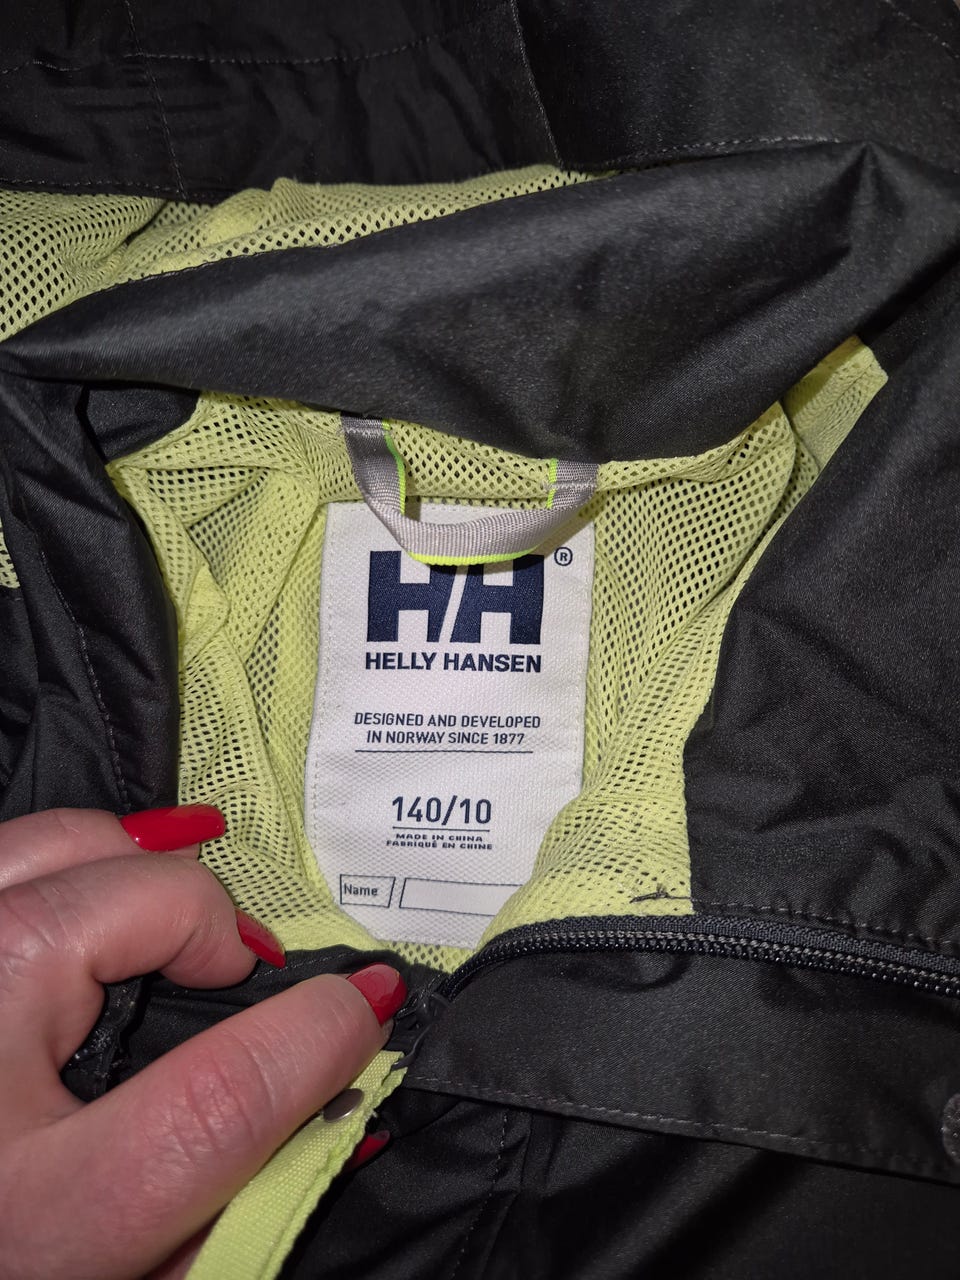 HH®
HELLY HANSEN
DESIGNED AND DEVELOPED
IN NORWAY SINCE 1877
140/10
MADE IN CHINA
FABRIQUÉ EN CHINE
Name